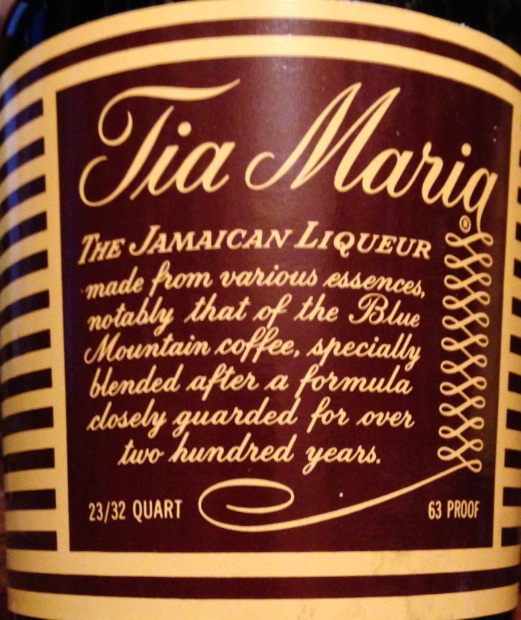 Tia Maria
®
THE JAMAICAN LIQUEUR
made from various essences,
notably that of the Blue
Mountain coffee, specially
blended after a formula
closely guarded for over
two hundred years.
23/32 QUART 63 PROOF